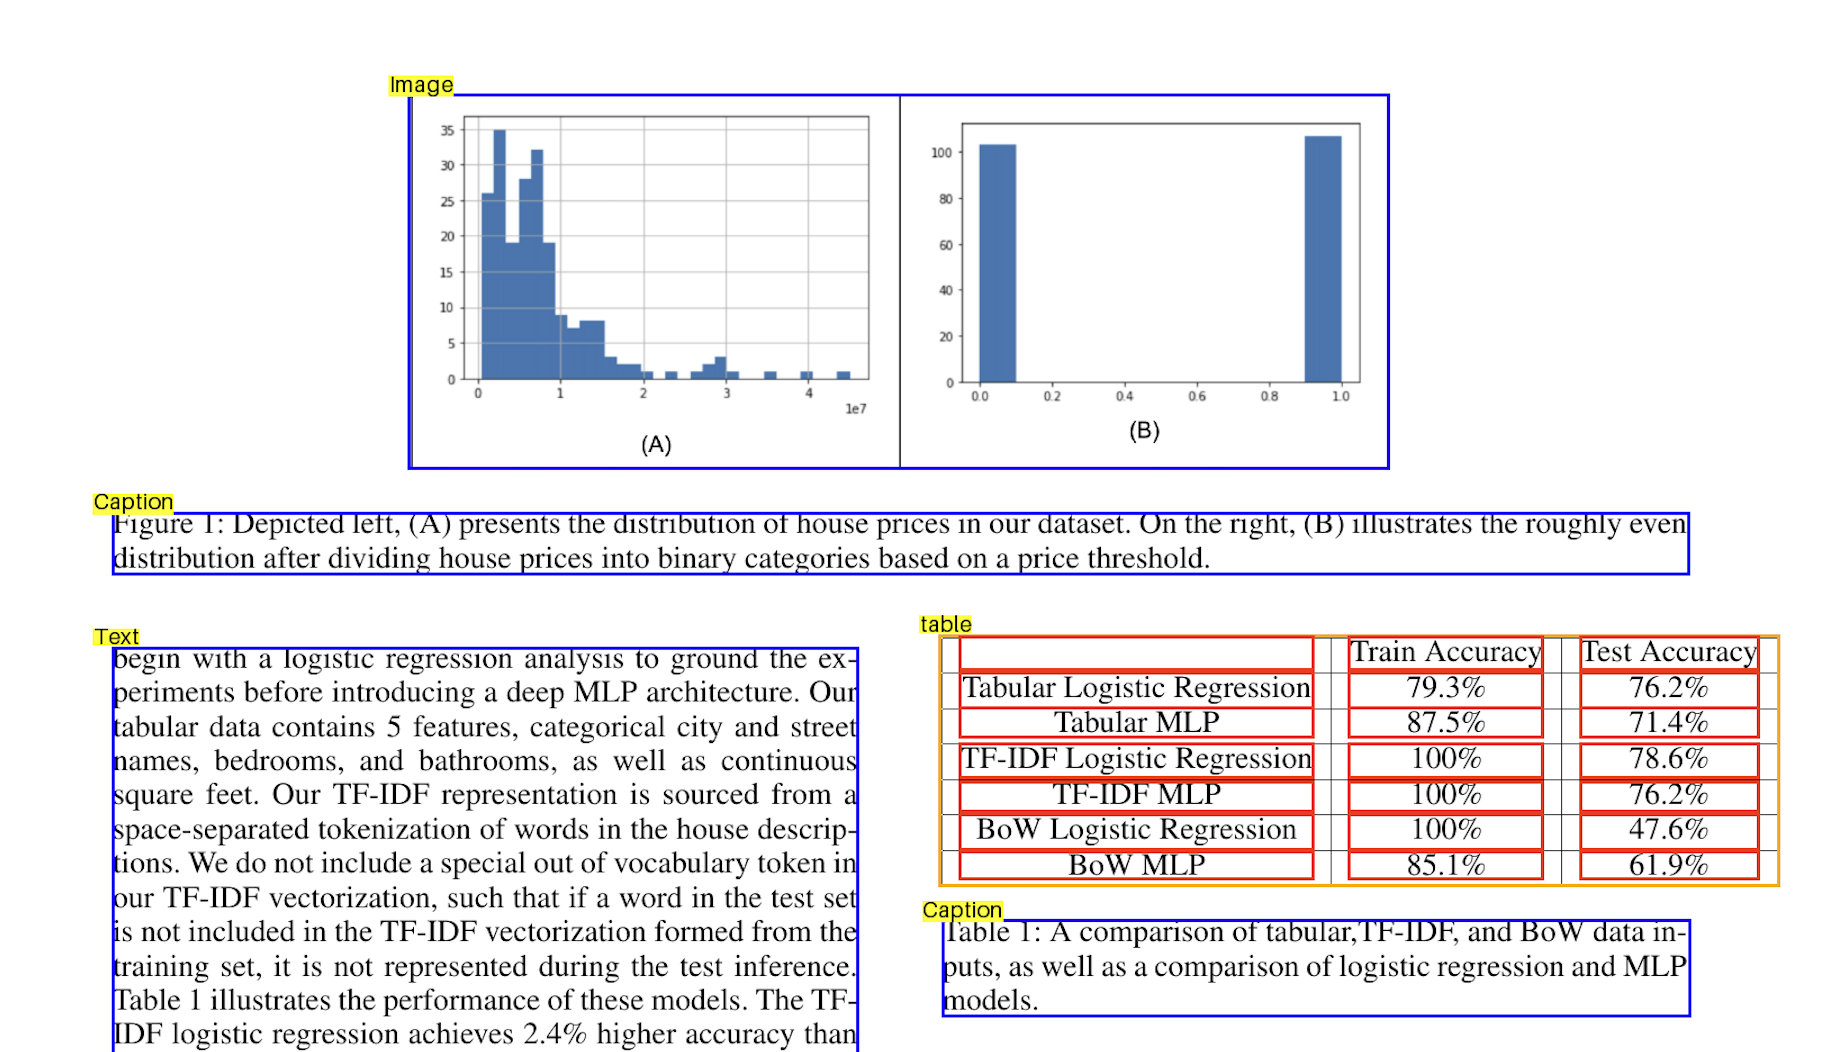 Image
35
30
25
20
15
10
5
0
0 1 2 3 4
1e7
(A)
100
80
60
40
20
0
0.0 0.2 0.4 0.6 0.8 1.0
(B)
Caption
Figure 1: Depicted left, (A) presents the distribution of house prices in our dataset. On the right, (B) illustrates the roughly even
distribution after dividing house prices into binary categories based on a price threshold.
Text
begin with a logistic regression analysis to ground the ex-
periments before introducing a deep MLP architecture. Our
tabular data contains 5 features, categorical city and street
names, bedrooms, and bathrooms, as well as continuous
square feet. Our TF-IDF representation is sourced from a
space-separated tokenization of words in the house descrip-
tions. We do not include a special out of vocabulary token in
our TF-IDF vectorization, such that if a word in the test set
is not included in the TF-IDF vectorization formed from the
training set, it is not represented during the test inference.
Table 1 illustrates the performance of these models. The TF-
IDF logistic regression achieves 2.4% higher accuracy than
table
Train Accuracy Test Accuracy
Tabular Logistic Regression 79.3% 76.2%
Tabular MLP 87.5% 71.4%
TF-IDF Logistic Regression 100% 78.6%
TF-IDF MLP 100% 76.2%
BoW Logistic Regression 100% 47.6%
BoW MLP 85.1% 61.9%
Caption
Table 1: A comparison of tabular,TF-IDF, and BoW data in-
puts, as well as a comparison of logistic regression and MLP
models.